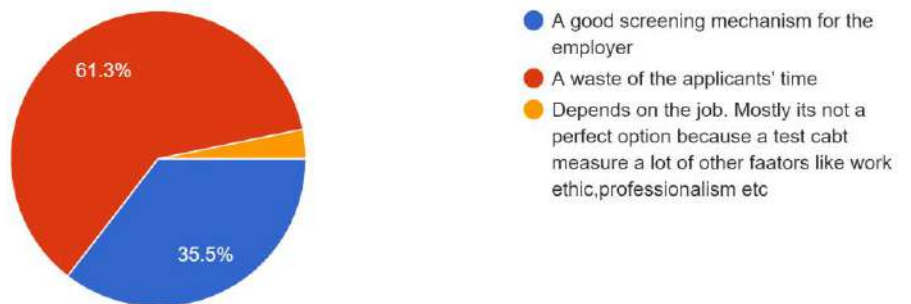 61.3%
35.5%
A good screening mechanism for the
employer
A waste of the applicants' time
Depends on the job. Mostly its not a
perfect option because a test cabt
measure a lot of other faators like work
ethic,professionalism etc